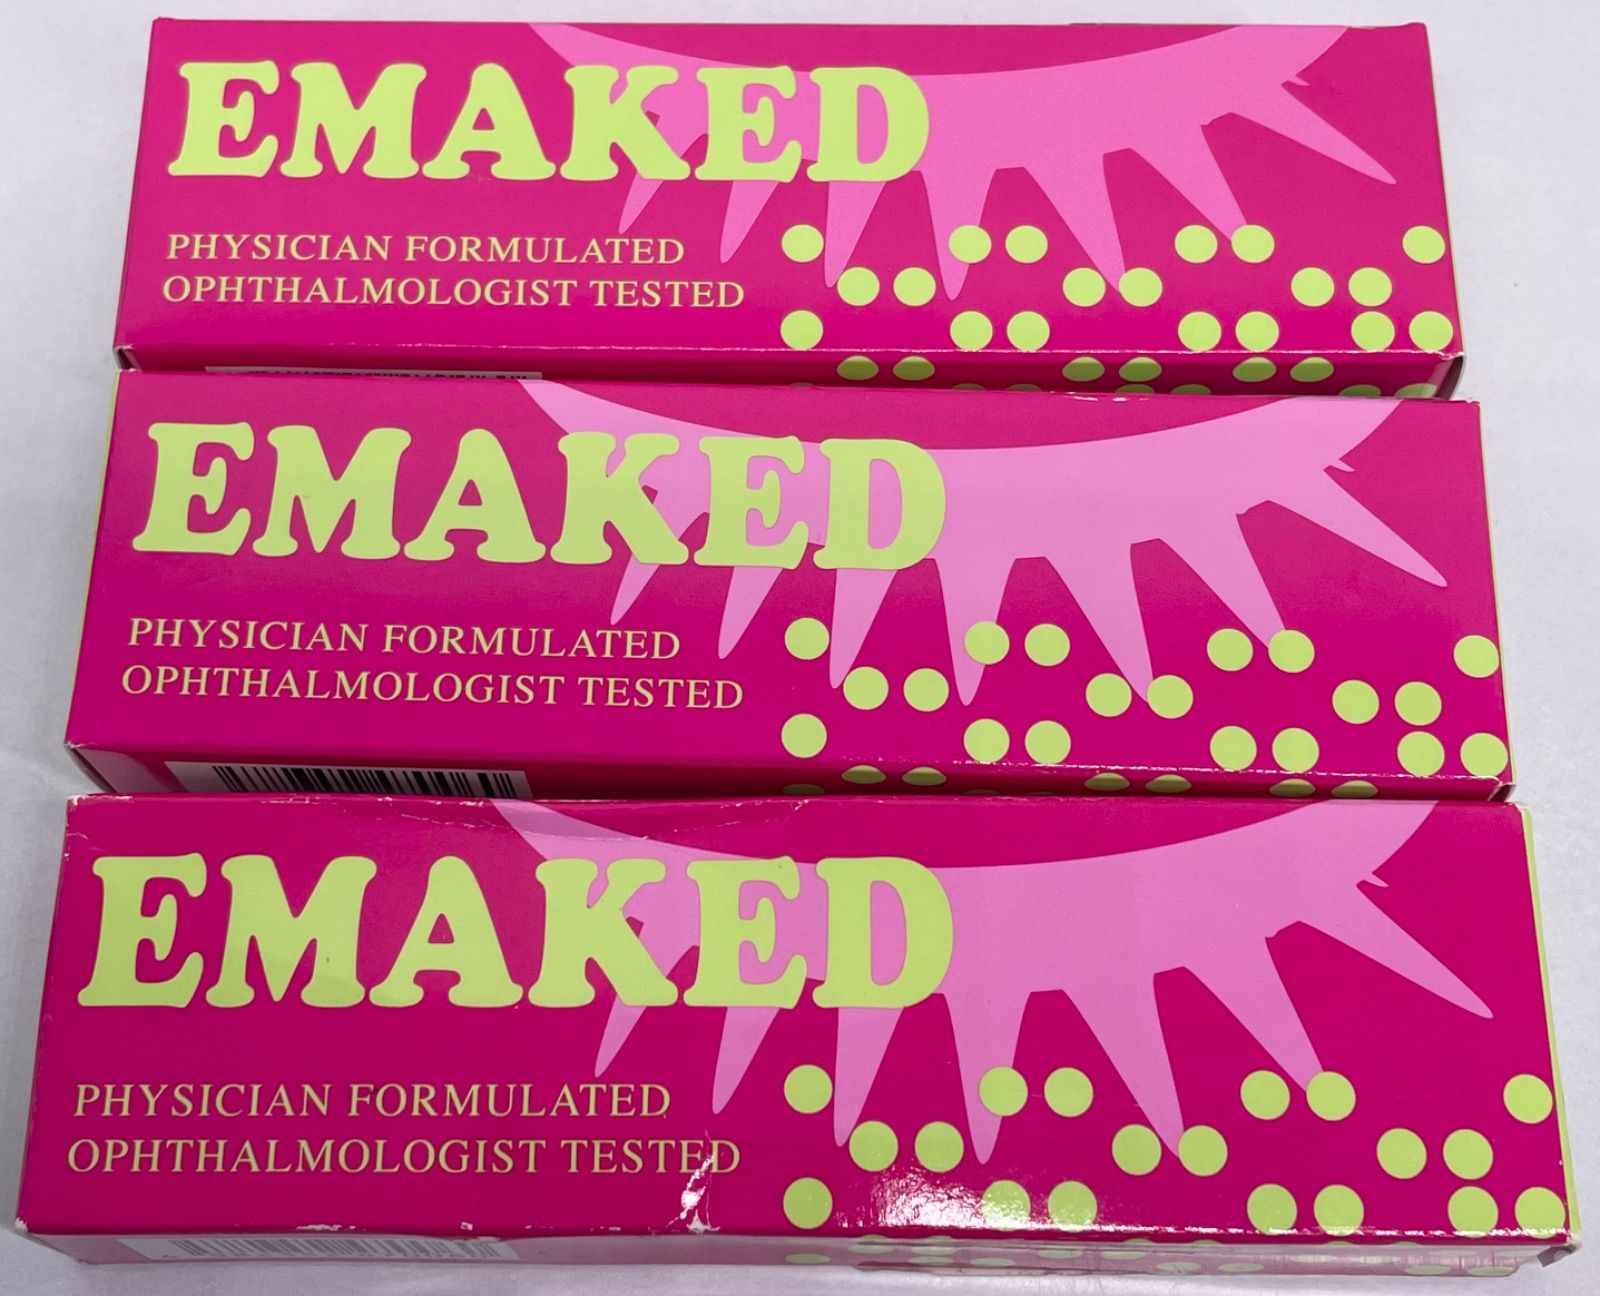 EMAKED
PHYSICIAN FORMULATED
OPHTHALMOLOGIST TESTED
EMAKED
PHYSICIAN FORMULATED
OPHTHALMOLOGIST TESTED
EMAKED
PHYSICIAN FORMULATED
OPHTHALMOLOGIST TESTED